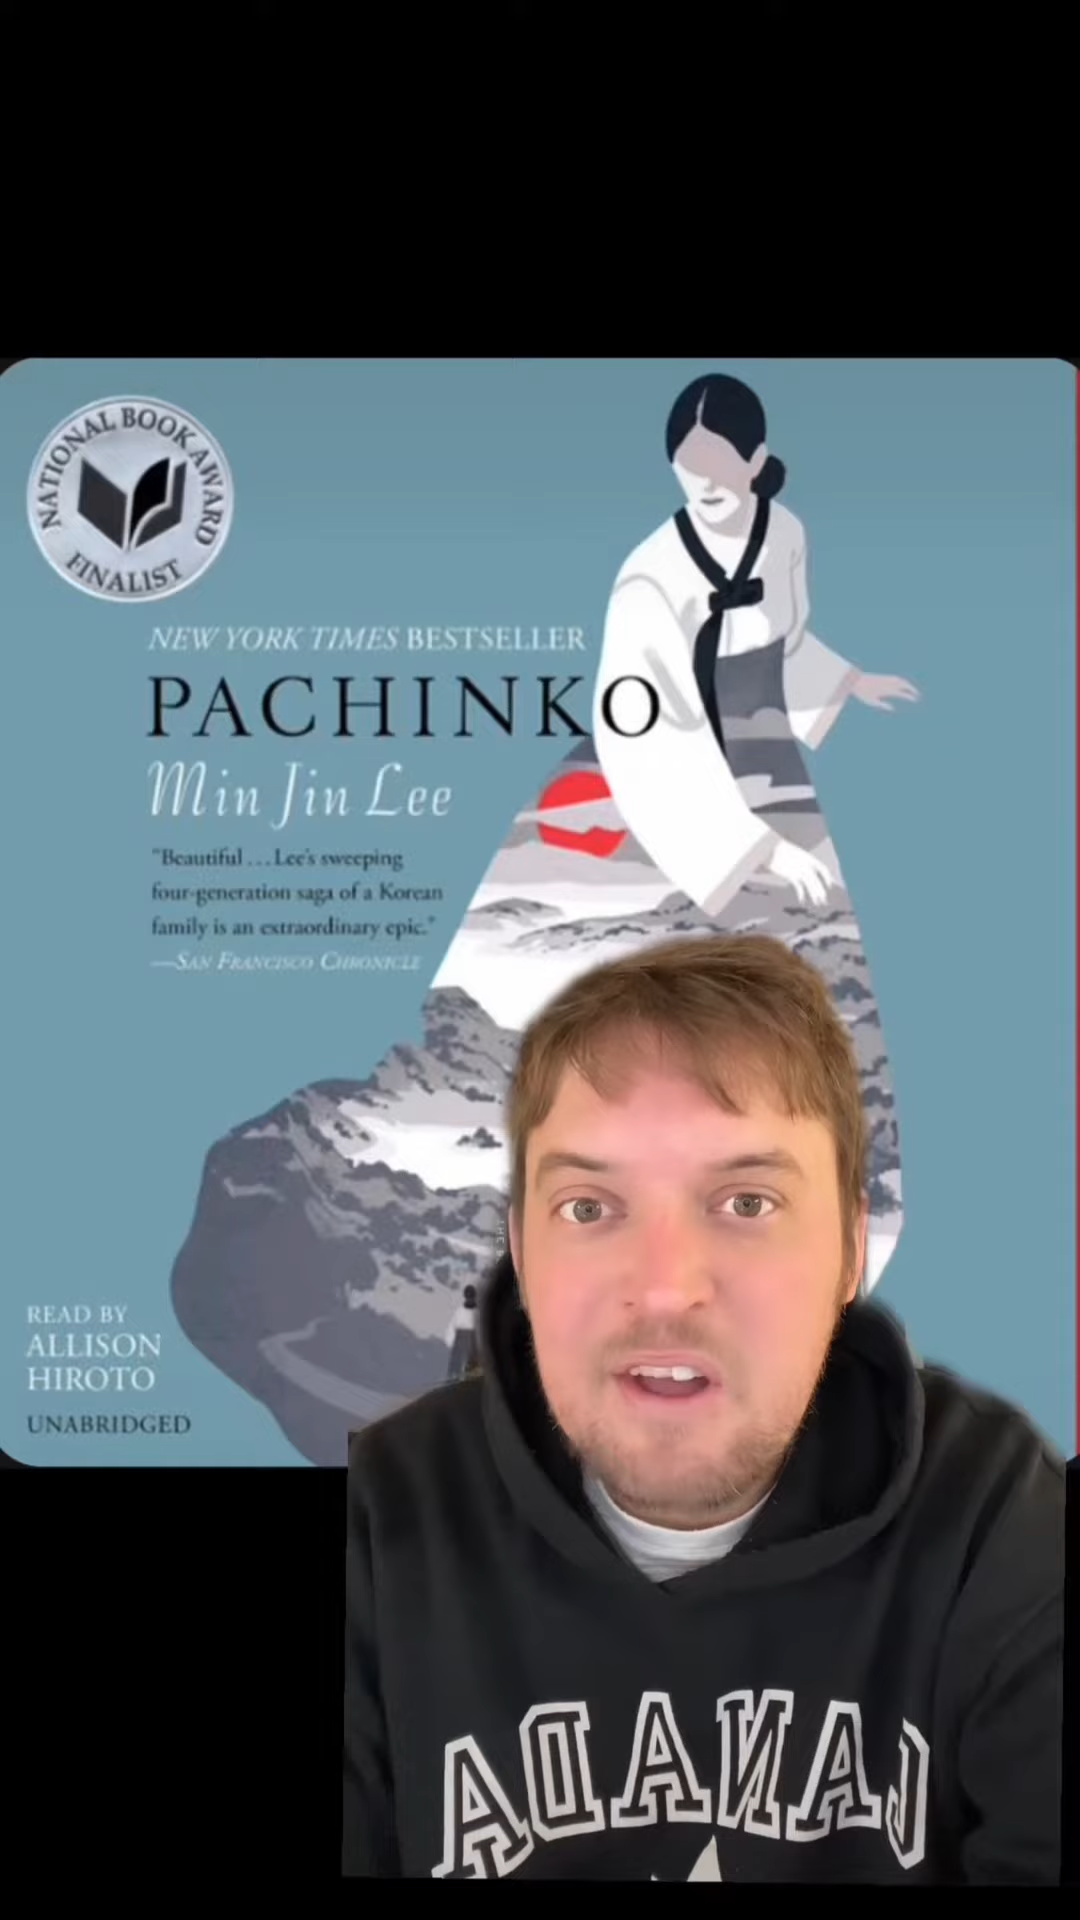 NATIONAL BOOK AWARD
FINALIST
NEW YORK TIMES BESTSELLER
PACHINKO
Min Jin Lee
"Beautiful...Lee's sweeping
four-generation saga of a Korean
family is an extraordinary epic."
—SAN FRANCISCO CHRONICLE
READ BY
ALLISON
HIROTO
UNABRIDGED
CANADA